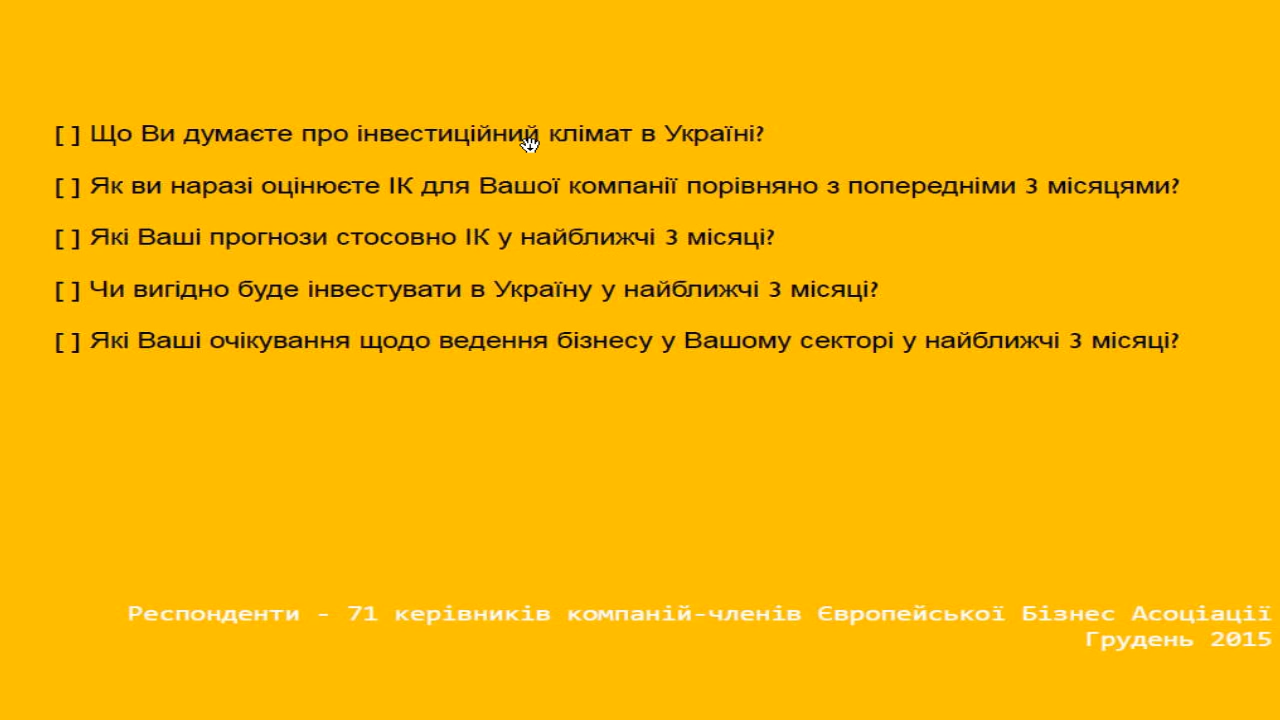 [ ] Що Ви думаєте про інвестиційний клімат в Україні?
[ ] Як ви наразі оцінюєте ІК для Вашої компанії порівняно з попередніми 3 місяцями?
[ ] Які Ваші прогнози стосовно ІК у найближчі 3 місяці?
[ ] Чи вигідно буде інвестувати в Україну у найближчі 3 місяці?
[ ] Які Ваші очікування щодо ведення бізнесу у Вашому секторі у найближчі 3 місяці?
Респонденти - 71 керівників компаній-членів Європейської Бізнес Асоціації
Грудень 2015